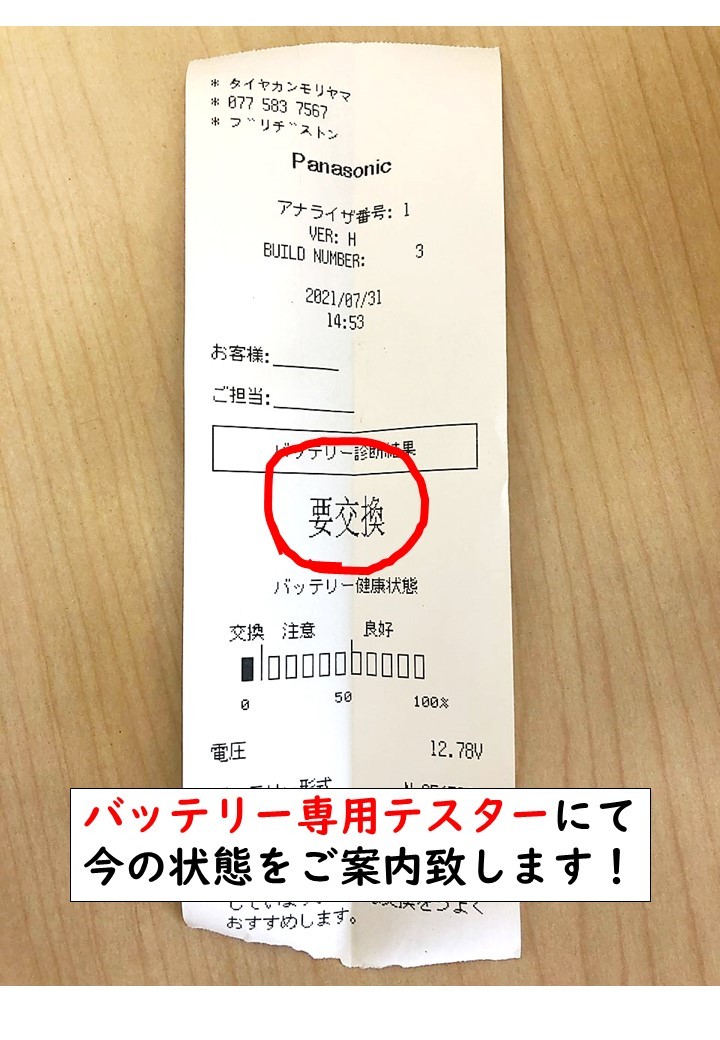 * タイヤカンモリヤマ
* 077 583 7567
* ブリヂストン
Panasonic
アナライザ番号: 1
VER: H
BUILD NUMBER: 3
2021/07/31
14:53
お客様:
ご担当:
バッテリー診断結果
要交換
バッテリー健康状態
交換 注意 良好
0 50 100%
電圧 12.78V
形式
バッテリー専用テスターにて
今の状態をご案内致します！
おすすめします。